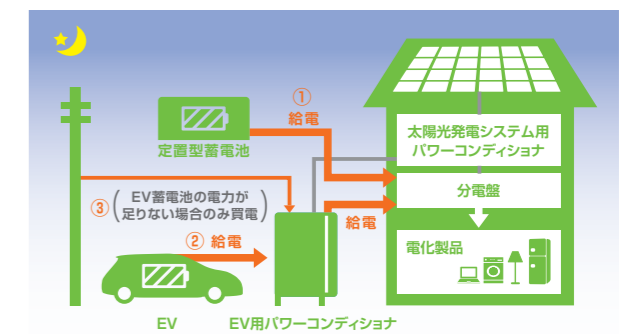 ①
給電
定置型蓄電池
太陽光発電システム用
パワーコンディショナ
分電盤
③
EV蓄電池の電力が
足りない場合のみ買電
② 給電
給電
電化製品
EV
EV用パワーコンディショナ